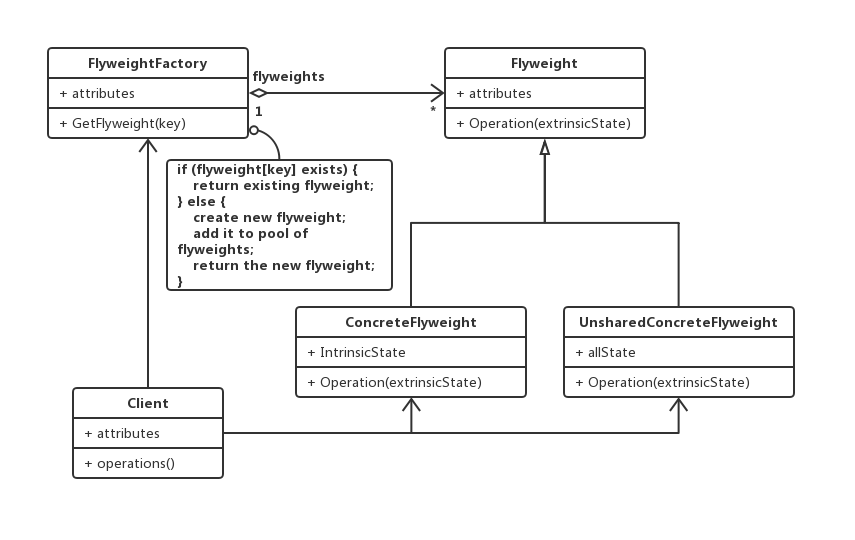 FlyweightFactory
+ attributes
+ GetFlyweight(key)
flyweights
1
*
Flyweight
+ attributes
+ Operation(extrinsicState)
if (flyweight[key] exists) {
    return existing flyweight;
} else {
    create new flyweight;
    add it to pool of
flyweights;
    return the new flyweight;
}
ConcreteFlyweight
+ IntrinsicState
+ Operation(extrinsicState)
UnsharedConcreteFlyweight
+ allState
+ Operation(extrinsicState)
Client
+ attributes
+ operations()